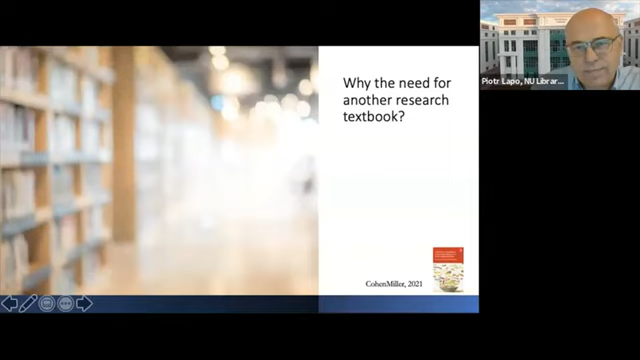 Why the need for
another research
textbook?
CohenMiller, 2021
Piotr Lapo, NU Librar...